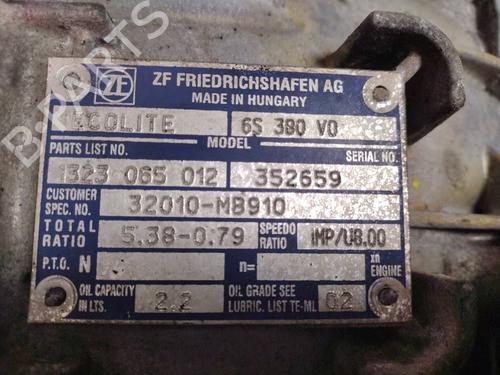 ZF FRIEDRICHSHAFEN AG
MADE IN HUNGARY
ZF
ECOLITE 6S 380 VO
MODEL
PARTS LIST NO. SERIAL NO.
1323 065 012 352659
CUSTOMER SPEC. NO. 32010-MB910
TOTAL RATIO 5.38-0.79 SPEEDO RATIO IMP/U8.00
P.T.O. N n= xn ENGINE
OIL CAPACITY IN LTS. 2.2 OIL GRADE SEE LUBRIC. LIST TE-ML 02
B-Parts